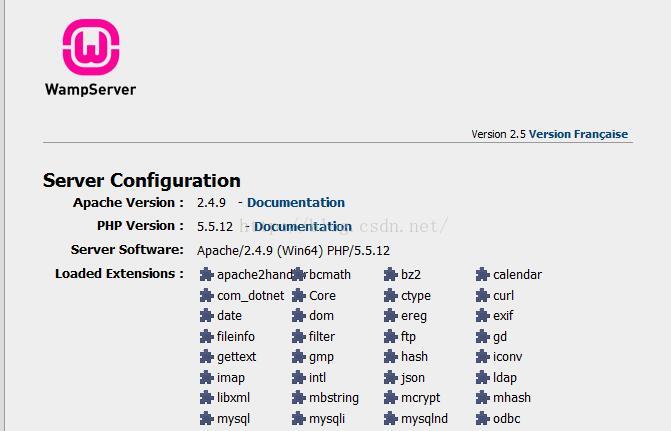 WampServer
Version 2.5 Version Française
Server Configuration
Apache Version : 2.4.9 - Documentation
PHP Version : 5.5.12 - Documentation
http://blog.csdn.net/
Server Software: Apache/2.4.9 (Win64) PHP/5.5.12
Loaded Extensions : apache2handler bcmath bz2 calendar
com_dotnet Core ctype curl
date dom ereg exif
fileinfo filter ftp gd
gettext gmp hash iconv
imap intl json ldap
libxml mbstring mcrypt mhash
mysql mysqli mysqlnd odbc